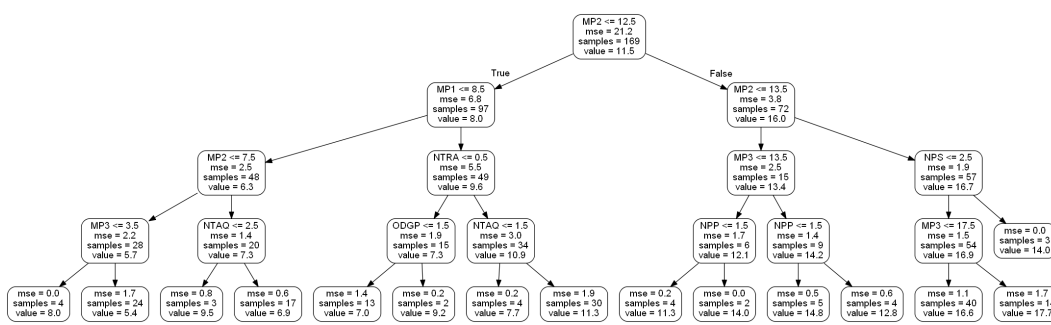 MP2 <= 12.5
mse = 21.2
samples = 169
value = 11.5
True
False
MP1 <= 8.5
mse = 6.8
samples = 97
value = 8.0
MP2 <= 13.5
mse = 3.8
samples = 72
value = 16.0
MP2 <= 7.5
mse = 2.5
samples = 48
value = 6.3
NTRA <= 0.5
mse = 5.5
samples = 49
value = 9.6
MP3 <= 13.5
mse = 2.5
samples = 15
value = 13.4
NPS <= 2.5
mse = 1.9
samples = 57
value = 16.7
MP3 <= 3.5
mse = 2.2
samples = 28
value = 5.7
NTAQ <= 2.5
mse = 1.4
samples = 20
value = 7.3
ODGP <= 1.5
mse = 1.9
samples = 15
value = 7.3
NTAQ <= 1.5
mse = 3.0
samples = 34
value = 10.9
NPP <= 1.5
mse = 1.7
samples = 6
value = 12.1
NPP <= 1.5
mse = 1.4
samples = 9
value = 14.2
MP3 <= 17.5
mse = 1.5
samples = 54
value = 16.9
mse = 0.0
samples = 3
value = 14.0
mse = 0.0
samples = 4
value = 8.0
mse = 1.7
samples = 24
value = 5.4
mse = 0.8
samples = 3
value = 9.5
mse = 0.6
samples = 17
value = 6.9
mse = 1.4
samples = 13
value = 7.0
mse = 0.2
samples = 2
value = 9.2
mse = 0.2
samples = 4
value = 7.7
mse = 1.9
samples = 30
value = 11.3
mse = 0.2
samples = 4
value = 11.3
mse = 0.0
samples = 2
value = 14.0
mse = 0.5
samples = 5
value = 14.8
mse = 0.6
samples = 4
value = 12.8
mse = 1.1
samples = 40
value = 16.6
mse = 1.7
samples =
value = 17.7